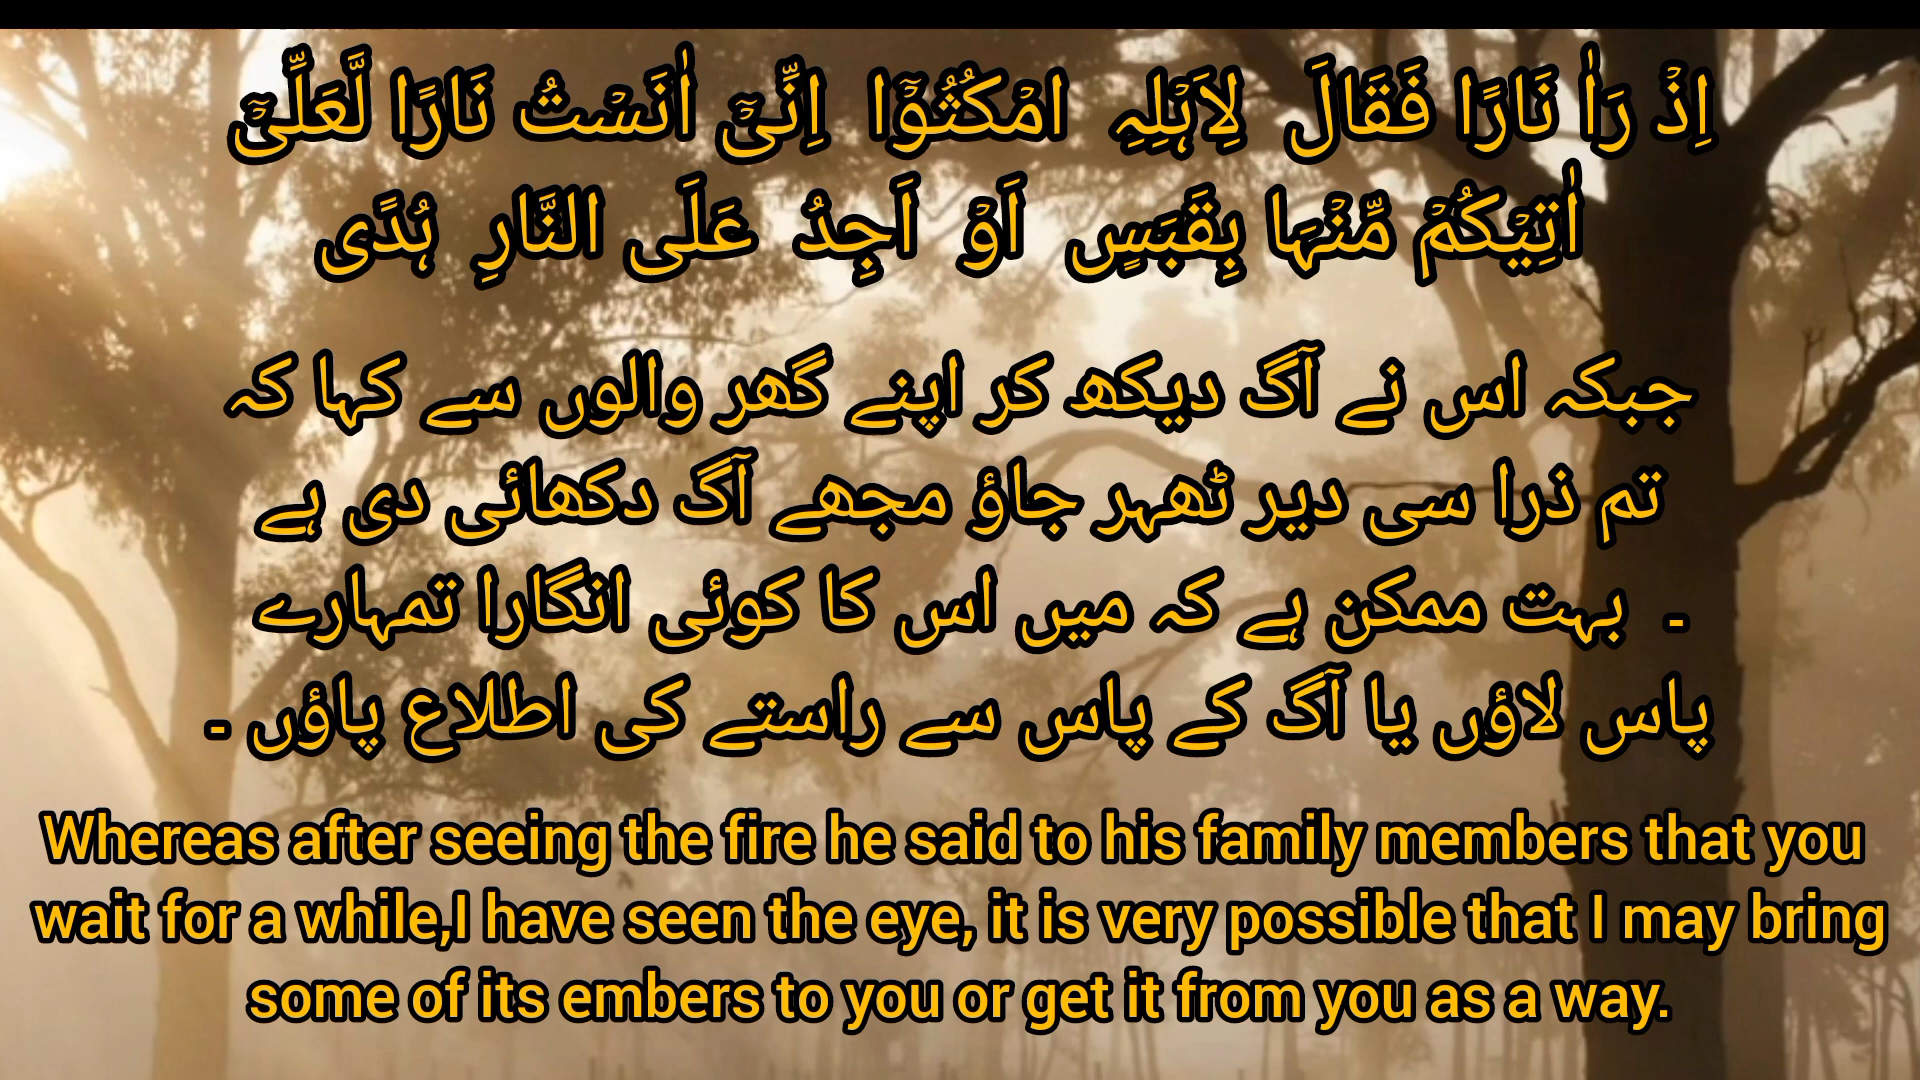 اِذۡ رَاٰ نَارًا فَقَالَ لِاَہۡلِہِ امۡکُثُوۡۤا اِنِّیۡۤ اٰنَسۡتُ نَارًا لَّعَلِّیۡۤ
اٰتِیۡکُمۡ مِّنۡہَا بِقَبَسٍ اَوۡ اَجِدُ عَلَی النَّارِ ہُدًی
جبکہ اس نے آگ دیکھ کر اپنے گھر والوں سے کہا کہ
تم ذرا سی دیر ٹھہر جاؤ مجھے آگ دکھائی دی ہے
۔ بہت ممکن ہے کہ میں اس کا کوئی انگارا تمہارے
پاس لاؤں یا آگ کے پاس سے راستے کی اطلاع پاؤں ۔
Whereas after seeing the fire he said to his family members that you
wait for a while,I have seen the eye, it is very possible that I may bring
some of its embers to you or get it from you as a way.